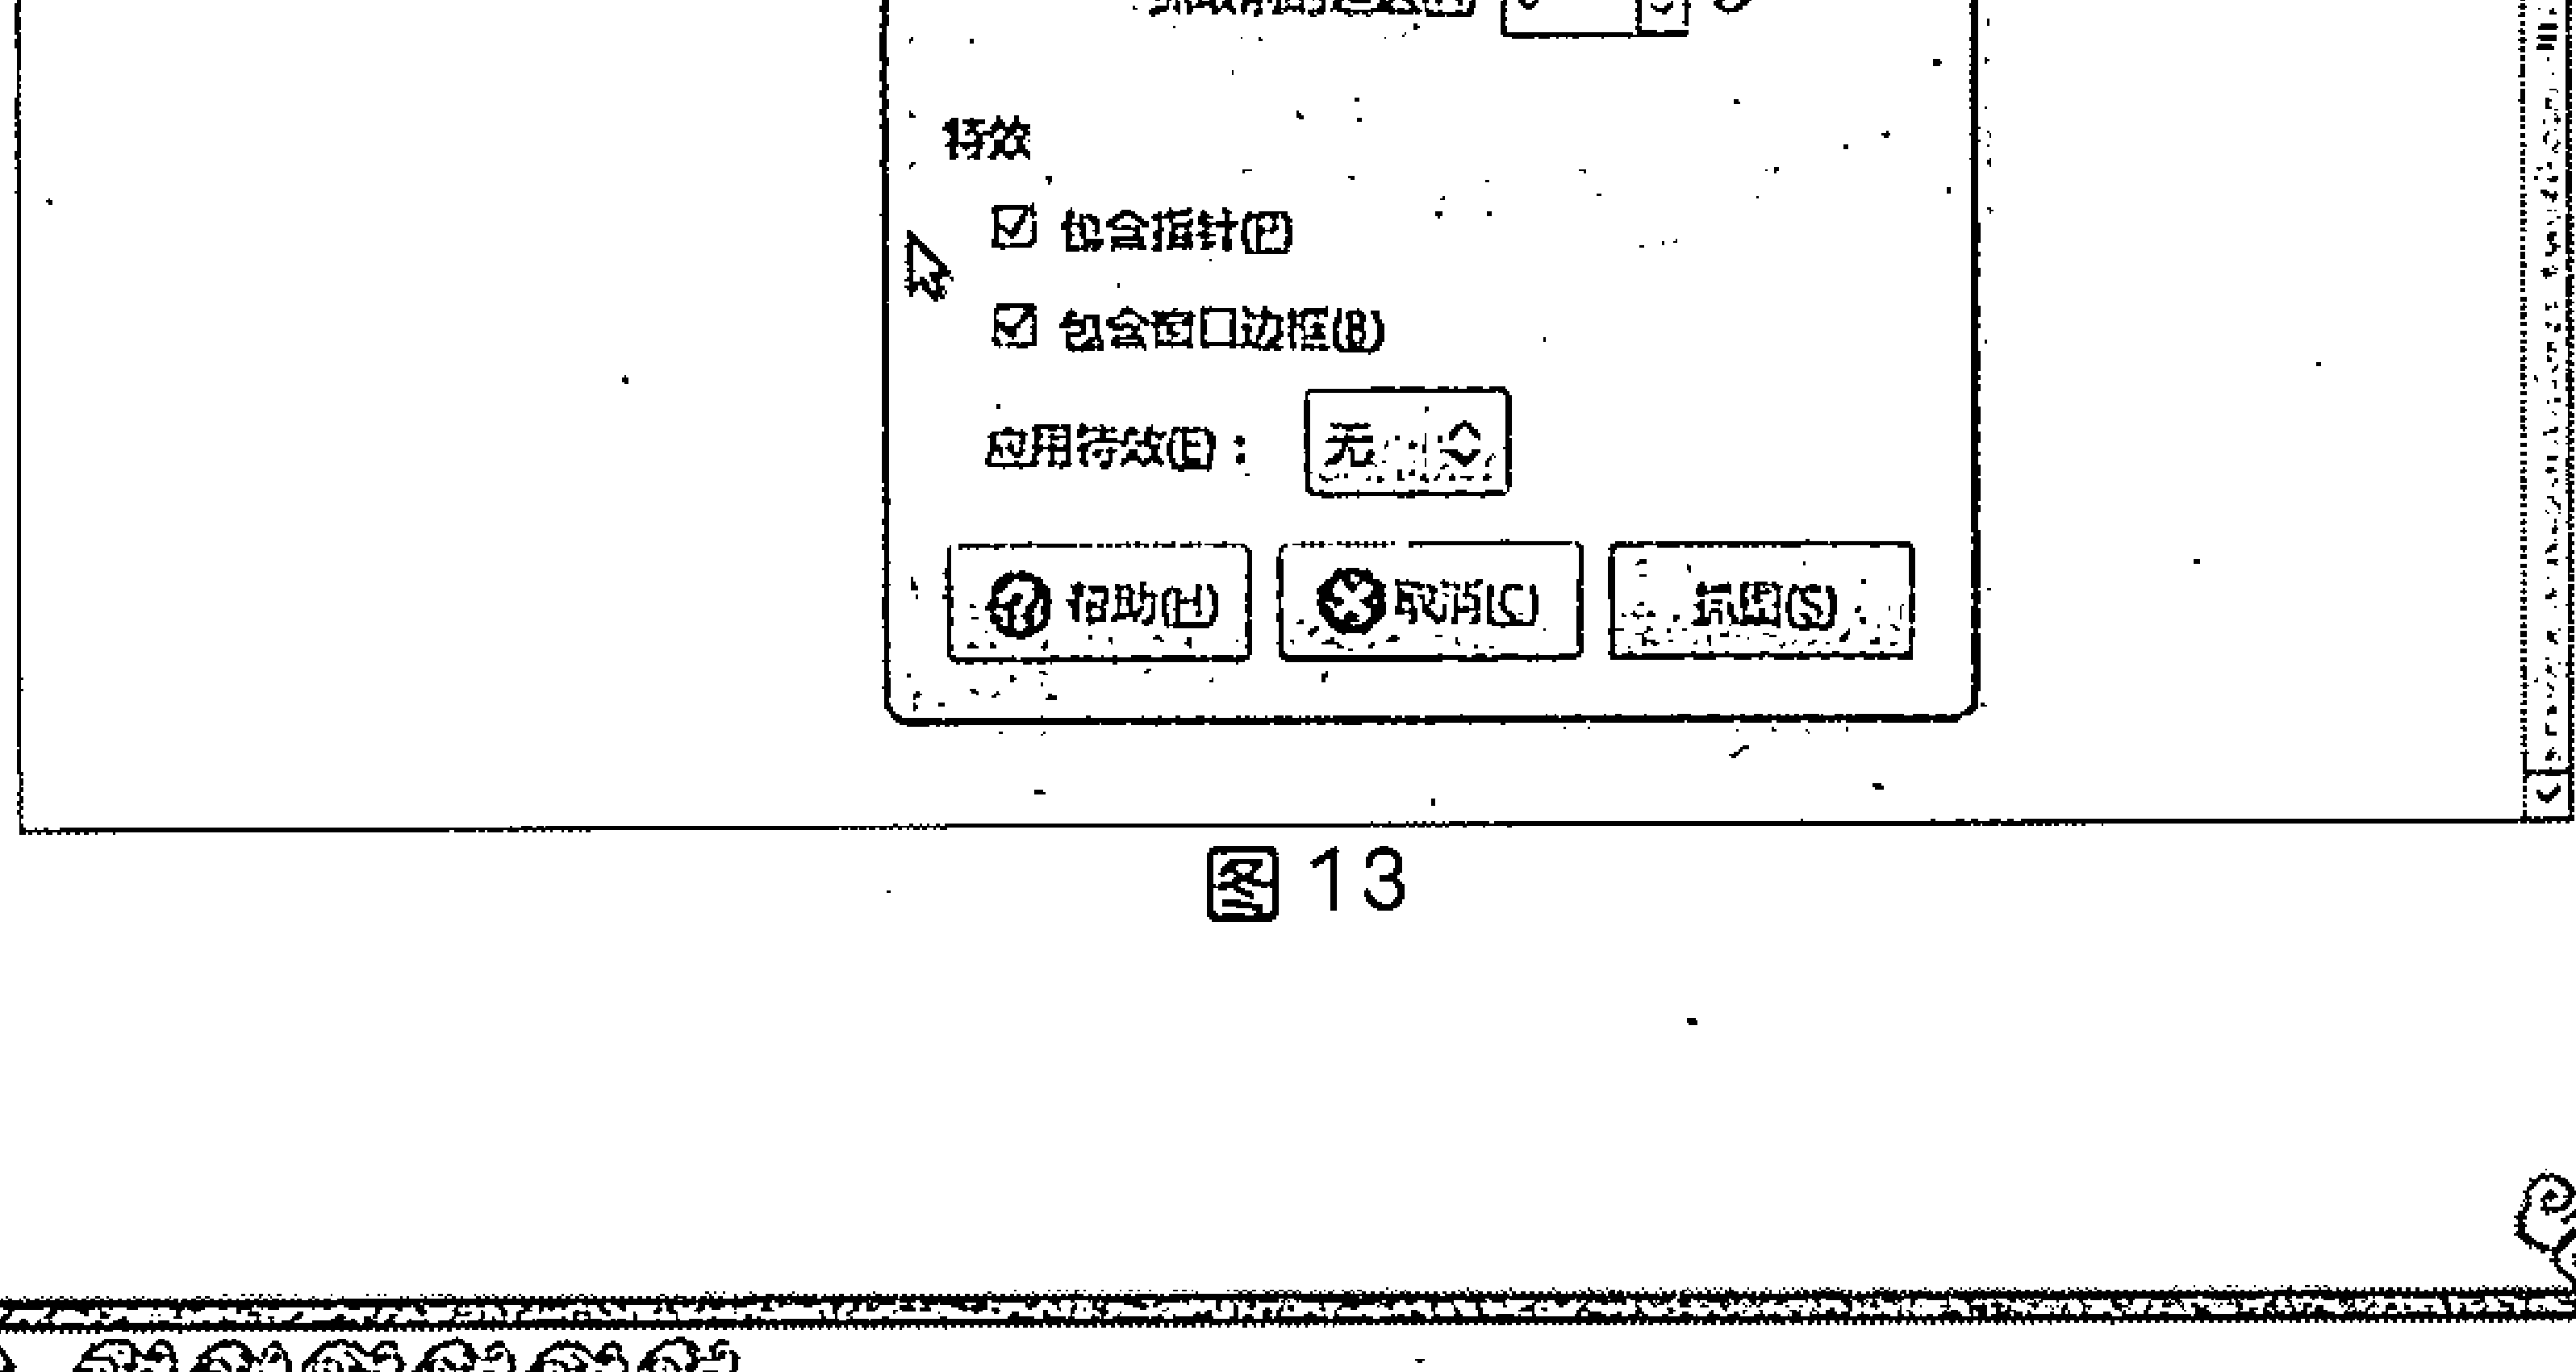 特效
包含指针(P)
包含窗口边框(B)
应用特效(E)： 无
帮助(H) 取消(C) 抓图(S)
图 13